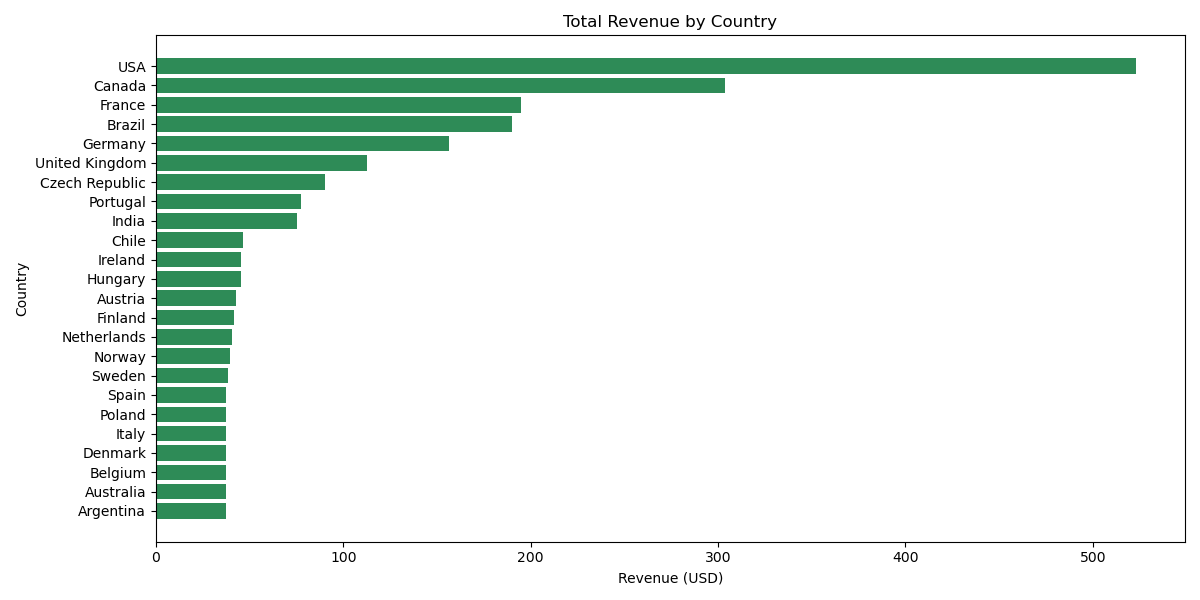 Total Revenue by Country
USA
Canada
France
Brazil
Germany
United Kingdom
Czech Republic
Portugal
India
Chile
Ireland
Hungary
Austria
Finland
Netherlands
Norway
Sweden
Spain
Poland
Italy
Denmark
Belgium
Australia
Argentina
Country
0 100 200 300 400 500
Revenue (USD)